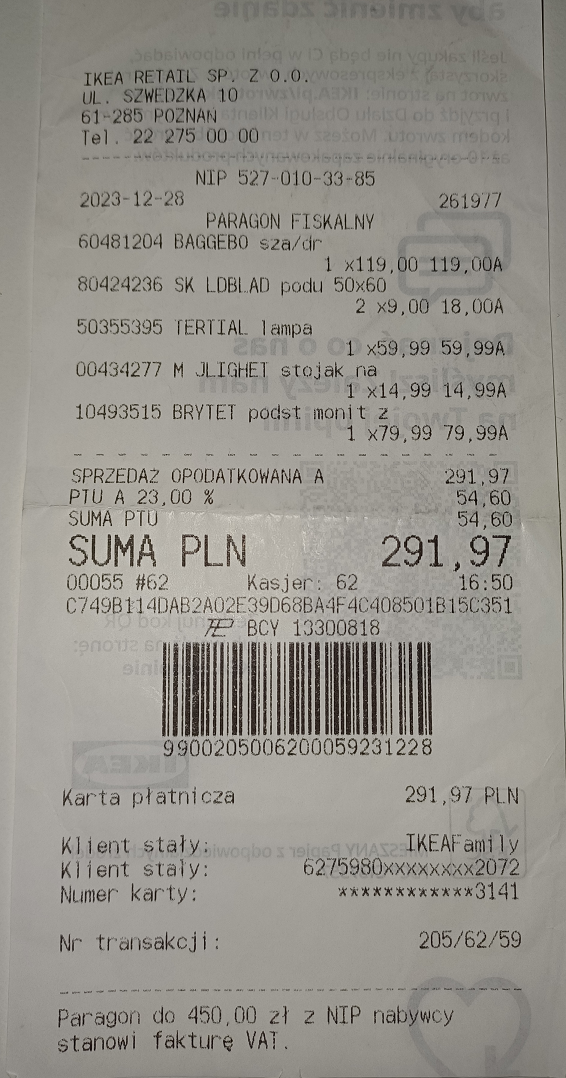 IKEA RETAIL SP. Z O.O.
UL. SZWEDZKA 10
61-285 POZNAŃ
Tel. 22 275 00 00
NIP 527-010-33-85
2023-12-28 261977
PARAGON FISKALNY
60481204 BAGGEBO sza/dr
1 x119,00 119,00A
80424236 SK LDBLAD podu 50x60
2 x9,00 18,00A
50355395 TERTIAL lampa
1 x59,99 59,99A
00434277 M JLIGHET stojak na
1 x14,99 14,99A
10493515 BRYTET podst monit z
1 x79,99 79,99A
SPRZEDAŻ OPODATKOWANA A 291,97
PTU A 23,00 % 54,60
SUMA PTU 54,60
SUMA PLN 291,97
00055 #62 Kasjer: 62 16:50
C749B114DAB2A02E39D68BA4F4C408501B15C351
BCY 13300818
9900205006200059231228
Karta płatnicza 291,97 PLN
Klient stały: IKEAFamily
Klient stały: 6275980xxxxxxxx2072
Numer karty: ************3141
Nr transakcji: 205/62/59
Paragon do 450,00 zł z NIP nabywcy
stanowi fakturę VAT.